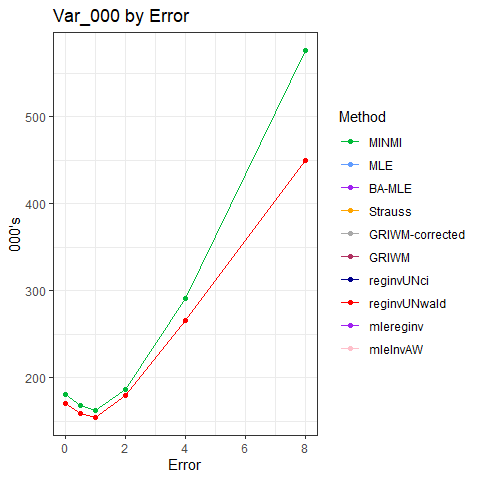 Var_000 by Error
500
400
300
200
000's
0
2
4
6
8
Error
Method
MINMI
MLE
BA-MLE
Strauss
GRIWM-corrected
GRIWM
reginvUNci
reginvUNwald
mlereginv
mleInvAW